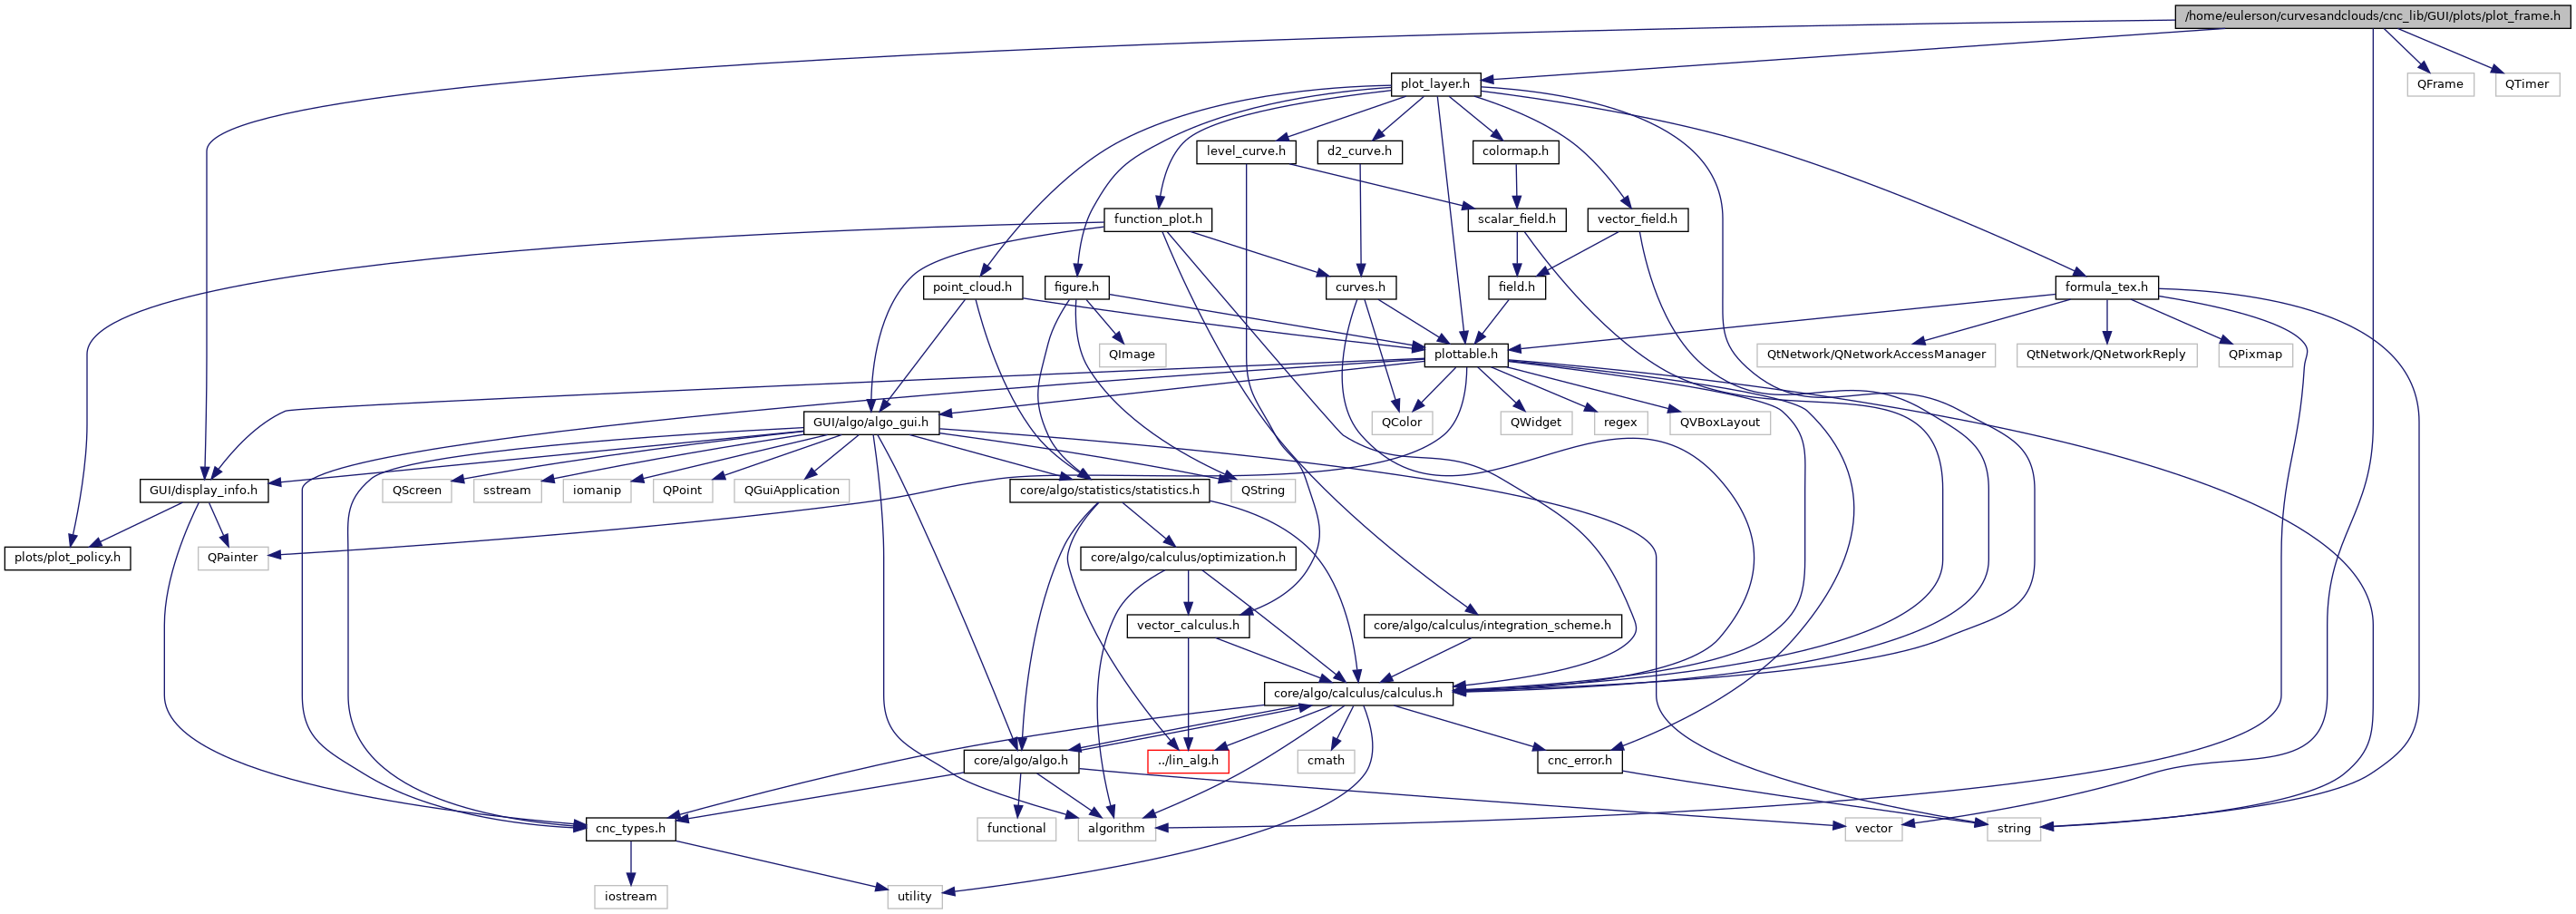 /home/eulerson/curvesandclouds/cnc_lib/GUI/plots/plot_frame.h
plot_layer.h
QFrame
QTimer
level_curve.h
d2_curve.h
colormap.h
function_plot.h
scalar_field.h
vector_field.h
point_cloud.h
figure.h
curves.h
field.h
formula_tex.h
QImage
plottable.h
QtNetwork/QNetworkAccessManager
QtNetwork/QNetworkReply
QPixmap
GUI/algo/algo_gui.h
QColor
QWidget
regex
QVBoxLayout
GUI/display_info.h
QScreen
sstream
iomanip
QPoint
QGuiApplication
core/algo/statistics/statistics.h
QString
plots/plot_policy.h
QPainter
core/algo/calculus/optimization.h
vector_calculus.h
core/algo/calculus/integration_scheme.h
core/algo/calculus/calculus.h
core/algo/algo.h
../lin_alg.h
cmath
cnc_error.h
cnc_types.h
functional
algorithm
vector
string
iostream
utility